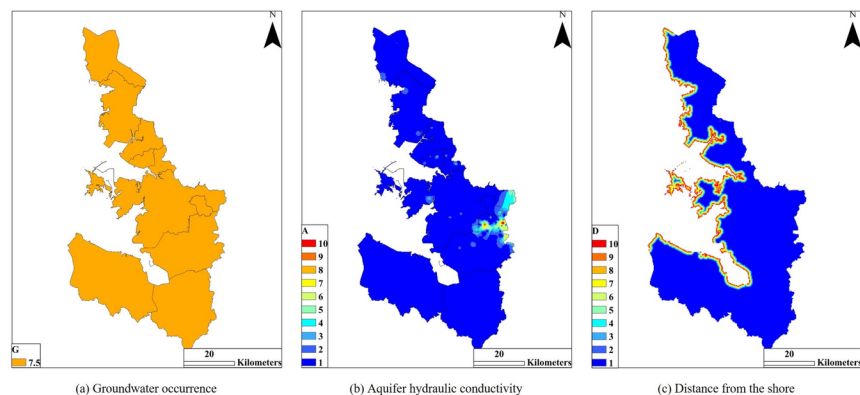 N
G
7.5
20
Kilometers
(a) Groundwater occurrence
N
A
10
9
8
7
6
5
4
3
2
1
20
Kilometers
(b) Aquifer hydraulic conductivity
N
D
10
9
8
7
6
5
4
3
2
1
20
Kilometers
(c) Distance from the shore